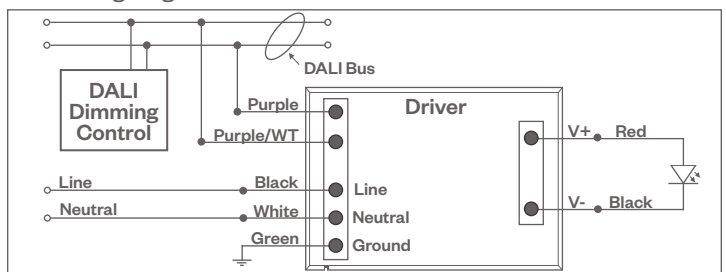 DALI Bus
DALI
Dimming
Control
Driver
Purple
Purple/WT
V+ Red
Line Black Line
Neutral White Neutral
V- Black
Green Ground